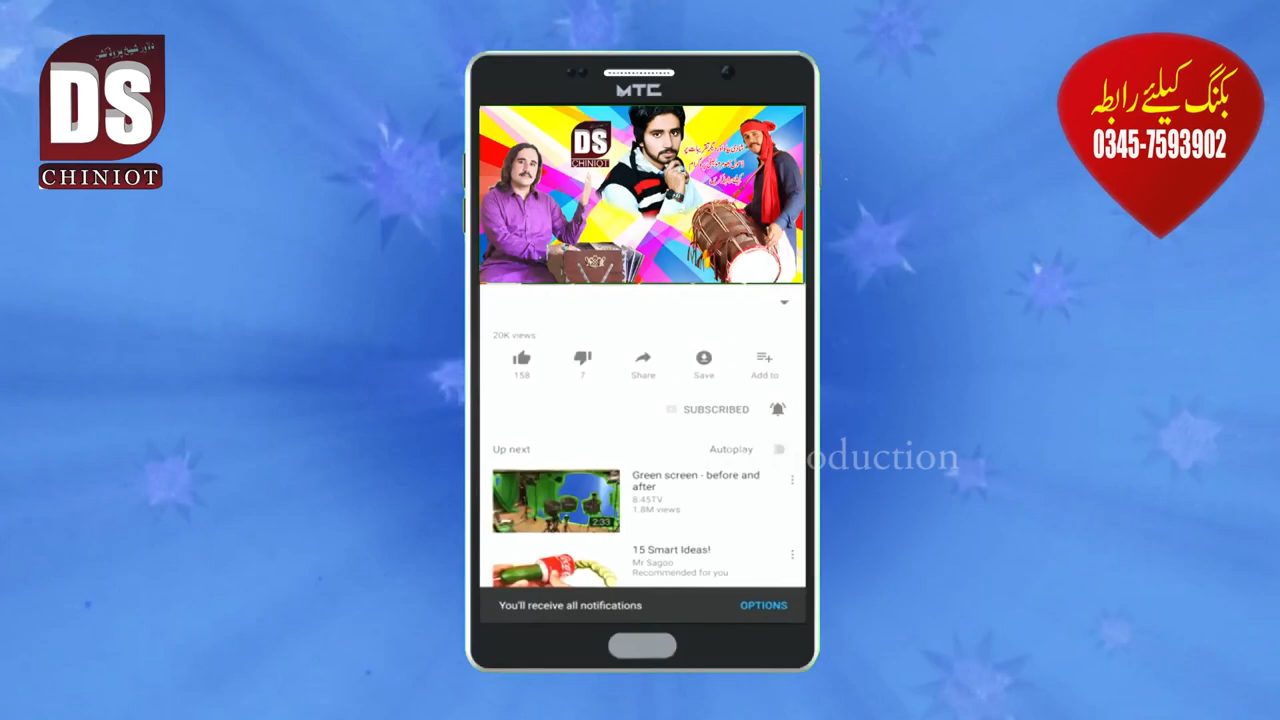 DS
CHINIOT
بکنگ کیلئے رابطہ
0345-7593902
MTC
DS
CHINIOT
20K views
158
7
Share
Save
Add to
SUBSCRIBED
Up next
Autoplay
oduction
Green screen - before and
after
8:45TV
1.8M views
2:33
15 Smart Ideas!
Mr Sagoo
Recommended for you
You'll receive all notifications
OPTIONS